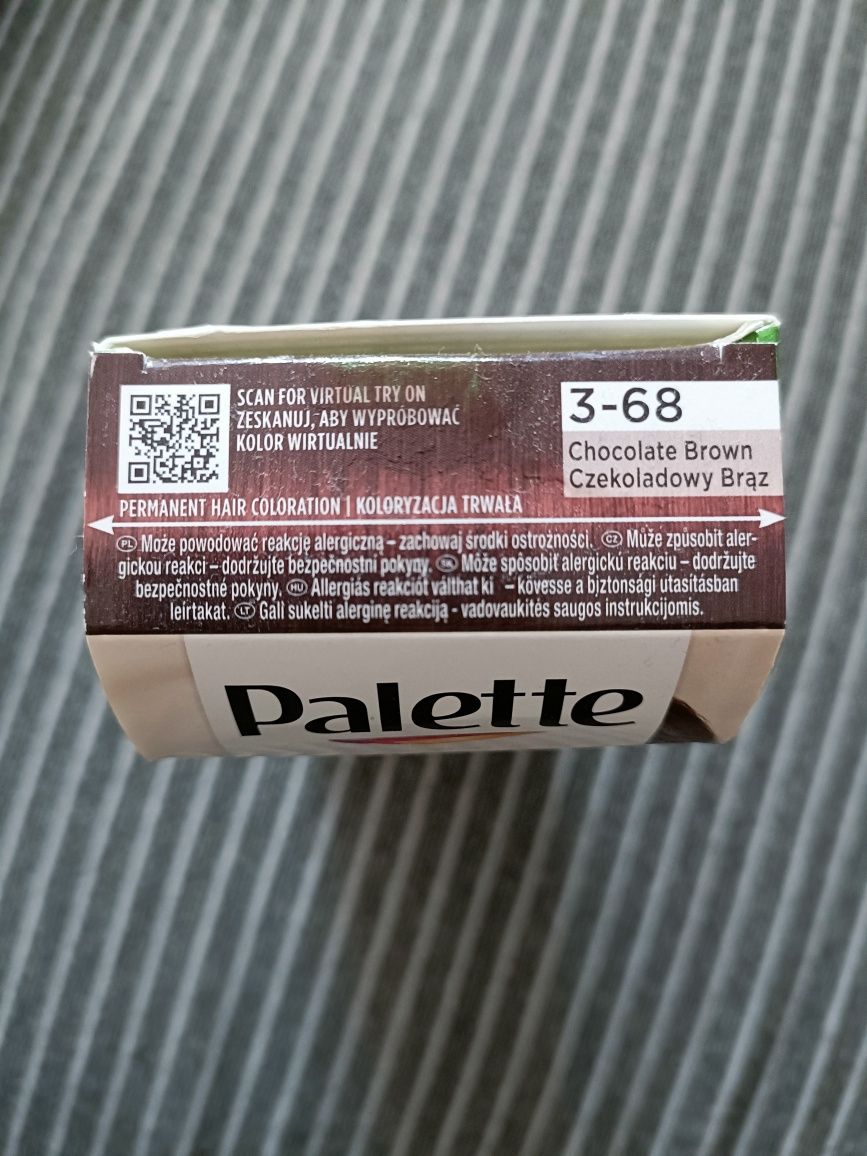 SCAN FOR VIRTUAL TRY ON
ZESKANUJ, ABY WYPRÓBOWAĆ
KOLOR WIRTUALNIE
3-68
Chocolate Brown
Czekoladowy Brąz
PERMANENT HAIR COLORATION | KOLORYZACJA TRWAŁA
PL Może powodować reakcję alergiczną – zachowaj środki ostrożności. CZ Může způsobit aler-
gickou reakci – dodržujte bezpečnostní pokyny. SK Môže spôsobiť alergickú reakciu – dodržujte
bezpečnostné pokyny. HU Allergiás reakciót válthat ki – kövesse a biztonsági utasításban
leírtakat. LT Gali sukelti alerginę reakciją - vadovaukitės saugos instrukcijomis.
Palette